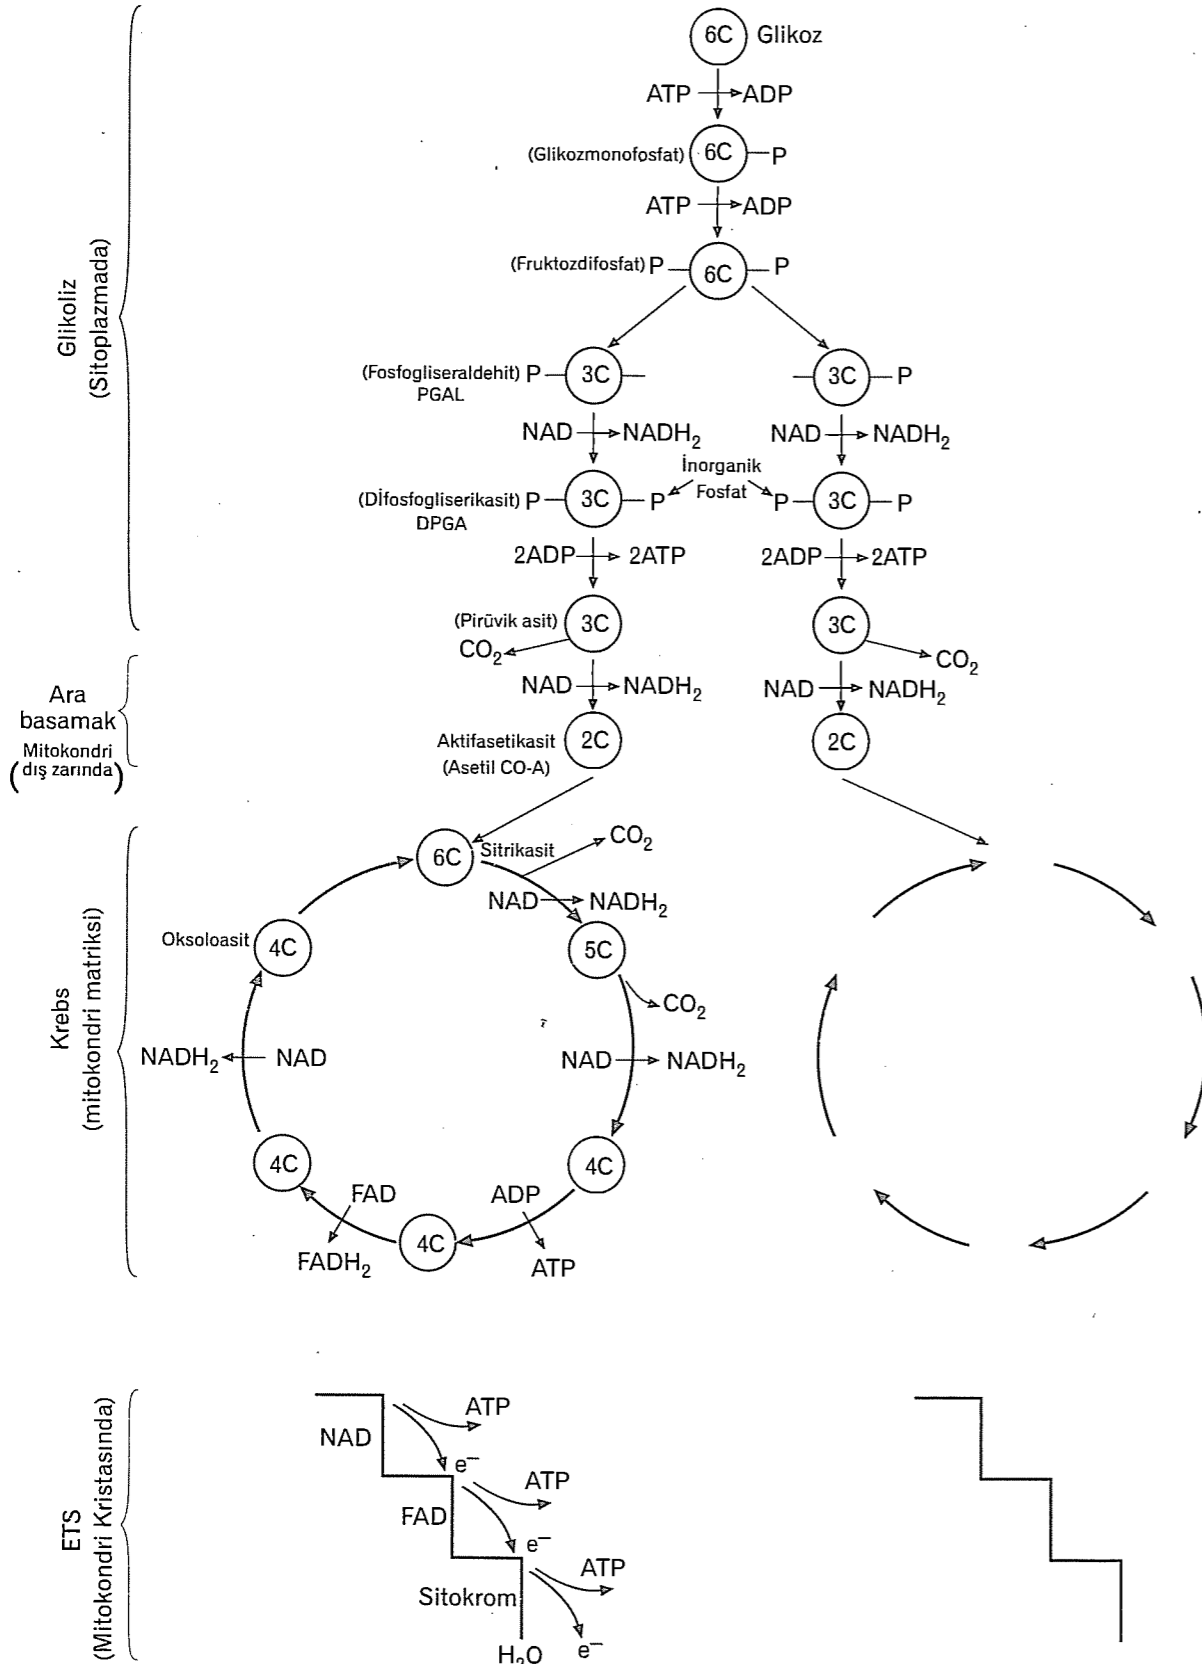 6C Glikoz
ATP ADP
(Glikozmonofosfat) 6C P
ATP ADP
(Fruktozdifosfat) P 6C P
Glikoliz
(Sitoplazmada)
(Fosfogliseraldehit) P 3C
PGAL
3C P
NAD NADH2
NAD NADH2
İnorganik
Fosfat
(Difosfogliserikasit) P 3C P
DPGA
P 3C P
2ADP 2ATP
2ADP 2ATP
(Pirüvik asit) 3C
CO2
3C
CO2
Ara
basamak
(Mitokondri
dış zarında)
NAD NADH2
NAD NADH2
Aktifasetikasit 2C
(Asetil CO-A)
2C
Krebs
(mitokondri matriksi)
6C Sitrikasit CO2
NAD NADH2
Oksoloasit 4C
5C
CO2
NADH2 NAD
NAD NADH2
4C
4C
FAD
FADH2
ADP
ATP
4C
ETS
(Mitokondri Kristasında)
ATP
NAD
e−
ATP
FAD
e−
ATP
Sitokrom
H2O
e−